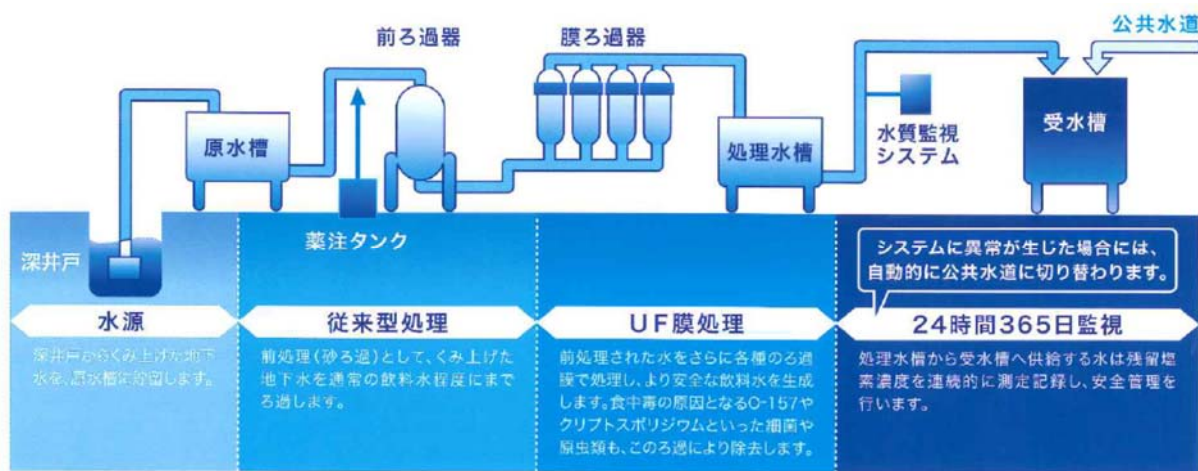 公共水道
前ろ過器
膜ろ過器
原水槽
処理水槽
水質監視
システム
受水槽
深井戸
薬注タンク
システムに異常が生じた場合には、
自動的に公共水道に切り替わります。
水源
深井戸からくみ上げた地下
水を、原水槽に貯留します。
従来型処理
前処理(砂ろ過)として、くみ上げた
地下水を通常の飲料水程度にまで
ろ過します。
UF膜処理
前処理された水をさらに各種のろ過
膜で処理し、より安全な飲料水を生成
します。食中毒の原因となるO-157や
クリプトスポリジウムといった細菌や
原虫類も、このろ過により除去します。
24時間365日監視
処理水槽から受水槽へ供給する水は残留塩
素濃度を連続的に測定記録し、安全管理を
行います。